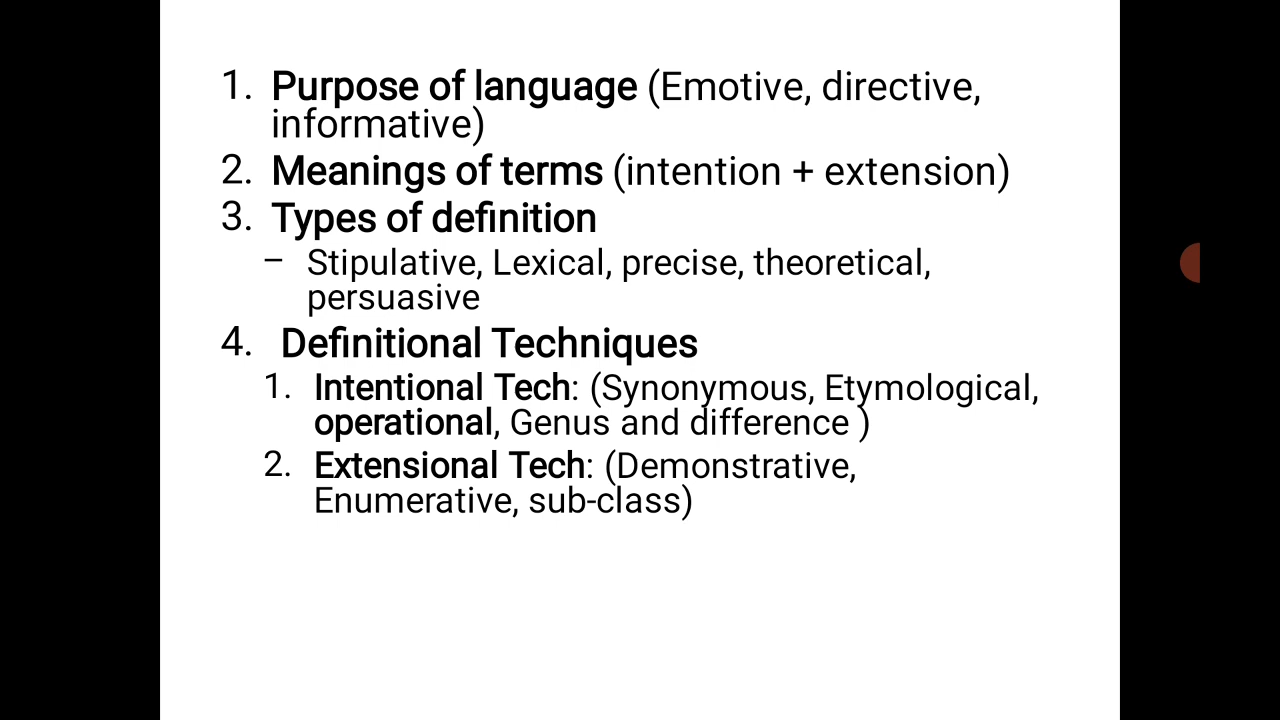 1. Purpose of language (Emotive, directive,
informative)
2. Meanings of terms (intention + extension)
3. Types of definition
– Stipulative, Lexical, precise, theoretical,
persuasive
4. Definitional Techniques
1. Intentional Tech: (Synonymous, Etymological,
operational, Genus and difference )
2. Extensional Tech: (Demonstrative,
Enumerative, sub-class)